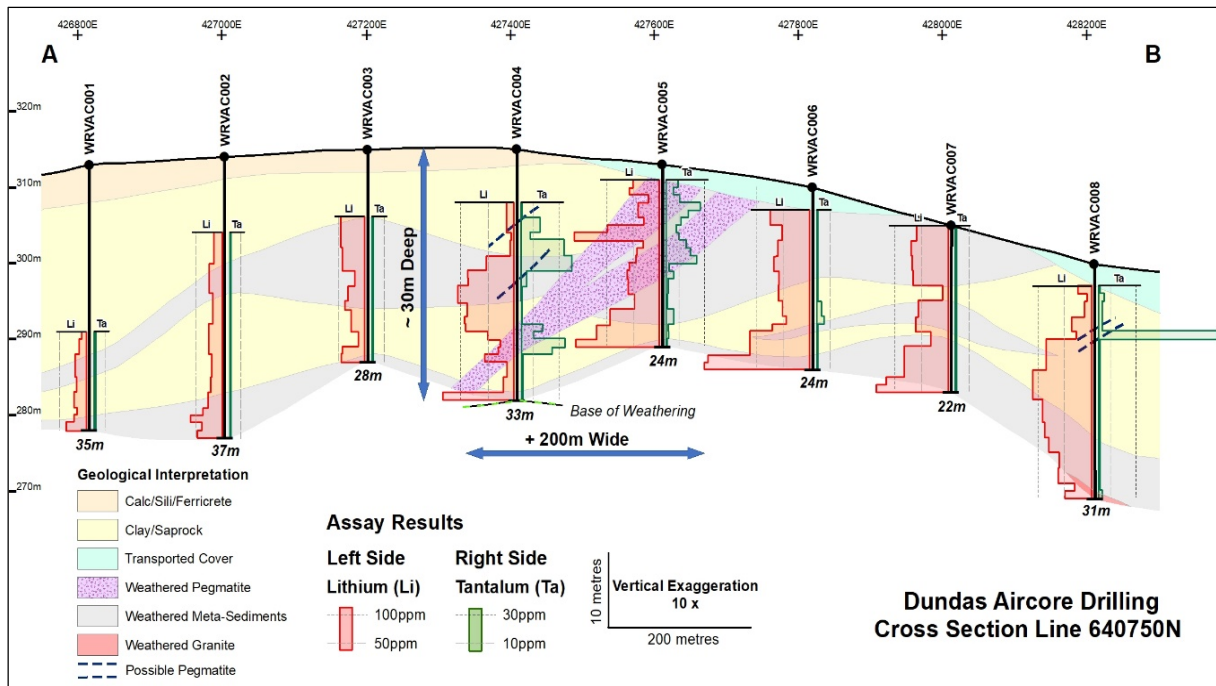 426800E 427000E 427200E 427400E 427600E 427800E 428000E 428200E
A
B
WRVAC001
WRVAC002
WRVAC003
WRVAC004
WRVAC005
WRVAC006
WRVAC007
WRVAC008
320m
310m
300m
290m
280m
270m
Li Ta
Li Ta
Li Ta
Li Ta
Li Ta
Li Ta
Li Ta
Li Ta
~ 30m Deep
35m
37m
28m
33m
24m
24m
22m
31m
Base of Weathering
+ 200m Wide
Geological Interpretation
Calc/Sili/Ferricrete
Clay/Saprock
Transported Cover
Weathered Pegmatite
Weathered Meta-Sediments
Weathered Granite
Possible Pegmatite
Assay Results
Left Side
Lithium (Li)
100ppm
50ppm
Right Side
Tantalum (Ta)
30ppm
10ppm
10 metres
Vertical Exaggeration
10 x
200 metres
Dundas Aircore Drilling
Cross Section Line 640750N